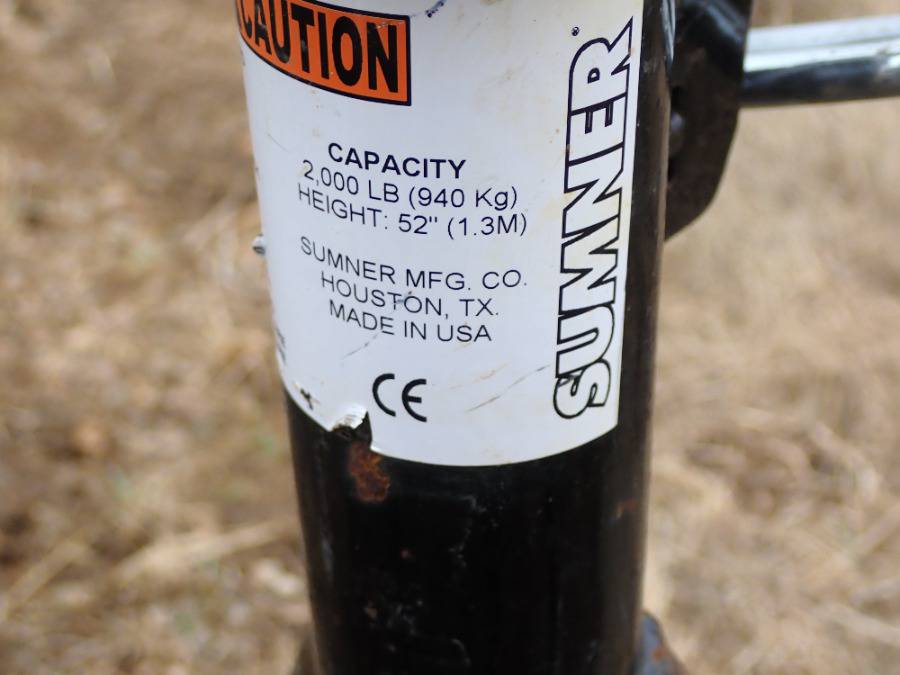 CAUTION
CAPACITY
2,000 LB (940 Kg)
HEIGHT: 52" (1.3M)
SUMNER MFG. CO.
HOUSTON, TX.
MADE IN USA
CE
SUMNER®